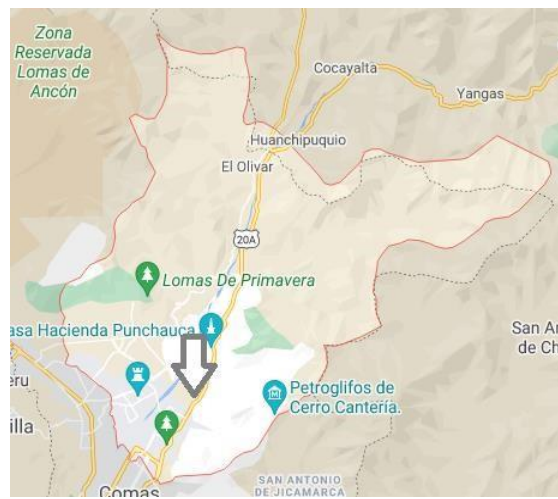 Zona
Reservada
Lomas de
Ancón
Cocayalta
Yangas
Huanchipuquio
El Olivar
20A
Lomas De Primavera
asa Hacienda Punchauca
San An
de Ch
eru
Petroglifos de
Cerro.Cantería.
illa
SAN ANTONIO
DE JICAMARCA
Comas